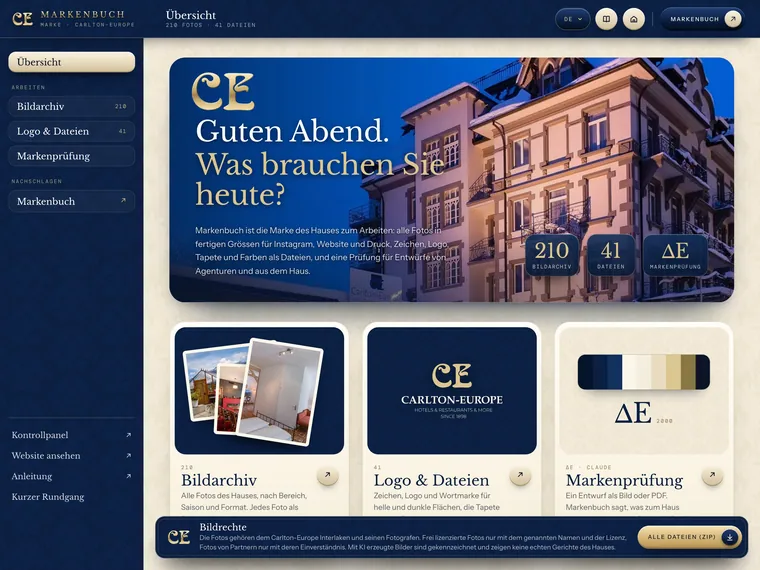 CE MARKENBUCH
MARKE · CARLTON-EUROPE
Übersicht
210 FOTOS · 41 DATEIEN
DE
MARKENBUCH
Übersicht
ARBEITEN
Bildarchiv 210
Logo & Dateien 41
Markenprüfung
NACHSCHLAGEN
Markenbuch
Kontrollpanel
Website ansehen
Anleitung
Kurzer Rundgang
CE
Guten Abend.
Was brauchen Sie
heute?
Markenbuch ist die Marke des Hauses zum Arbeiten: alle Fotos in
fertigen Grössen für Instagram, Website und Druck, Zeichen, Logo,
Tapete und Farben als Dateien, und eine Prüfung für Entwürfe von
Agenturen und aus dem Haus.
210
BILDARCHIV
41
DATEIEN
ΔE
MARKENPRÜFUNG
CE
CARLTON-EUROPE
HOTELS & RESTAURANTS & MORE
SINCE 1898
ΔE 2000
210
Bildarchiv
Alle Fotos des Hauses, nach Bereich,
Saison und Format. Jedes Foto als
41
Logo & Dateien
Zeichen, Logo und Wortmarke für
helle und dunkle Flächen, die Tapete
ΔE · CLAUDE
Markenprüfung
Ein Entwurf als Bild oder PDF.
Markenbuch sagt, was zum Haus
CE
Bildrechte
Die Fotos gehören dem Carlton-Europe Interlaken und seinen Fotografen. Frei lizenzierte Fotos nur mit dem genannten Namen und der Lizenz,
Fotos von Partnern nur mit deren Einverständnis. Mit KI erzeugte Bilder sind gekennzeichnet und zeigen keine echten Gerichte des Hauses.
ALLE DATEIEN (ZIP)